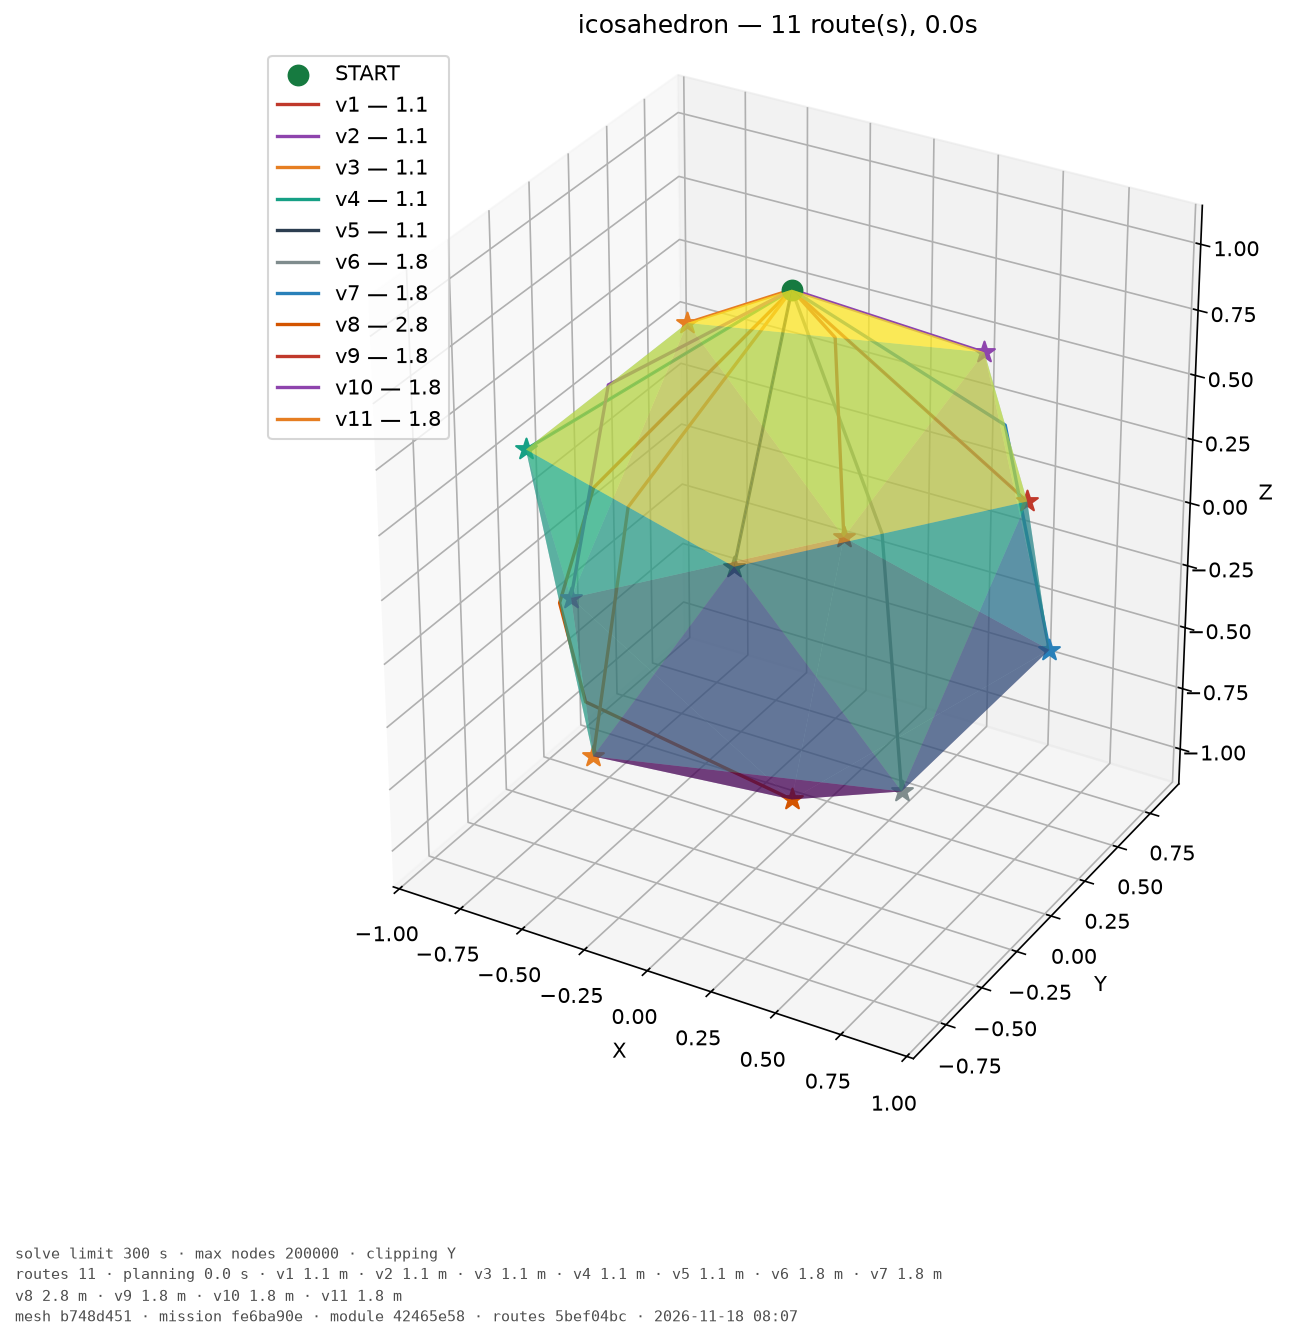 icosahedron — 11 route(s), 0.0s
START
v1 — 1.1
v2 — 1.1
v3 — 1.1
v4 — 1.1
v5 — 1.1
v6 — 1.8
v7 — 1.8
v8 — 2.8
v9 — 1.8
v10 — 1.8
v11 — 1.8
1.00
0.75
0.50
0.25
0.00
−0.25
−0.50
−0.75
−1.00
Z
−1.00
−0.75
−0.50
−0.25
0.00
0.25
0.50
0.75
1.00
X
0.75
0.50
0.25
0.00
−0.25
−0.50
−0.75
Y
solve limit 300 s · max nodes 200000 · clipping Y
routes 11 · planning 0.0 s · v1 1.1 m · v2 1.1 m · v3 1.1 m · v4 1.1 m · v5 1.1 m · v6 1.8 m · v7 1.8 m
v8 2.8 m · v9 1.8 m · v10 1.8 m · v11 1.8 m
mesh b748d451 · mission fe6ba90e · module 42465e58 · routes 5bef04bc · 2026-11-18 08:07